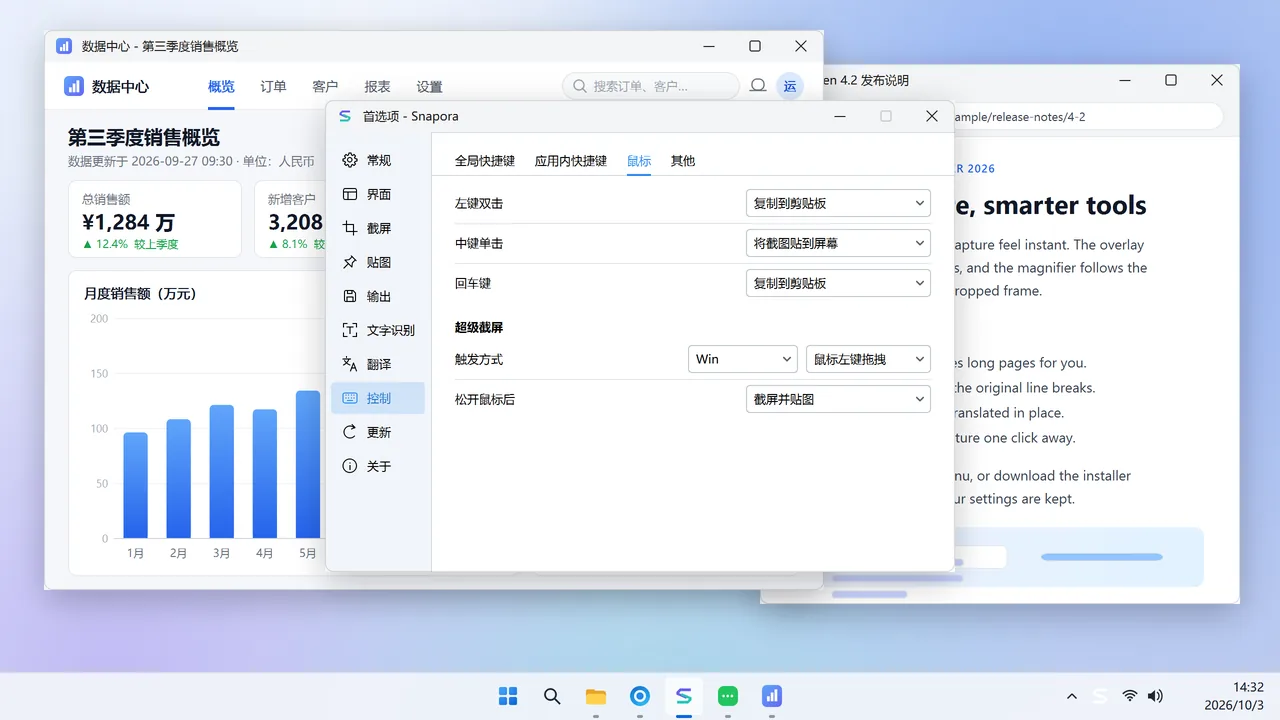 数据中心 - 第三季度销售概览
数据中心
概览
订单
客户
报表
设置
搜索订单、客户...
运
第三季度销售概览
数据更新于 2026-09-27 09:30 · 单位：人民币
总销售额
¥1,284 万
▲ 12.4% 较上季度
新增客户
3,208
▲ 8.1% 较
月度销售额（万元）
200
150
100
50
0
1月
2月
3月
4月
5月
首选项 - Snapora
常规
界面
截屏
贴图
输出
文字识别
翻译
控制
更新
关于
全局快捷键
应用内快捷键
鼠标
其他
左键双击
复制到剪贴板
中键单击
将截图贴到屏幕
回车键
复制到剪贴板
超级截屏
触发方式
Win
鼠标左键拖拽
松开鼠标后
截屏并贴图
en 4.2 发布说明
ample/release-notes/4-2
R 2026
e, smarter tools
apture feel instant. The overlay
s, and the magnifier follows the
ropped frame.
es long pages for you.
the original line breaks.
ranslated in place.
ture one click away.
nu, or download the installer
ur settings are kept.
14:32
2026/10/3